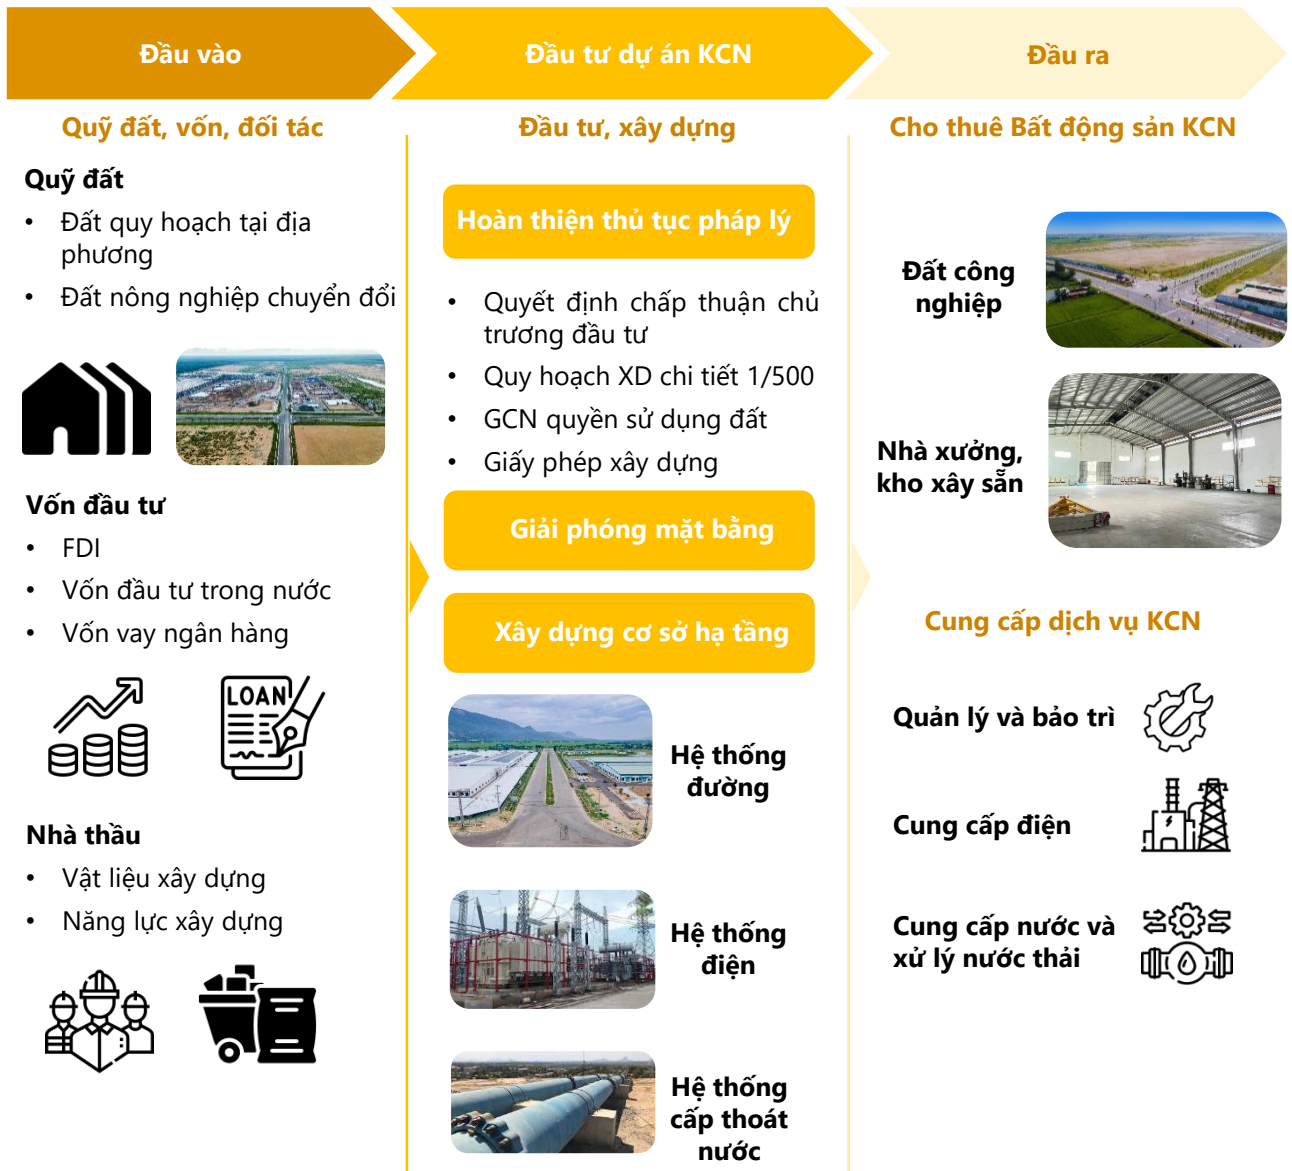 Đầu vào
Đầu tư dự án KCN
Đầu ra
Quỹ đất, vốn, đối tác
Quỹ đất
• Đất quy hoạch tại địa
phương
• Đất nông nghiệp chuyển đổi
Vốn đầu tư
• FDI
• Vốn đầu tư trong nước
• Vốn vay ngân hàng
LOAN
Nhà thầu
• Vật liệu xây dựng
• Năng lực xây dựng
Đầu tư, xây dựng
Hoàn thiện thủ tục pháp lý
• Quyết định chấp thuận chủ
trương đầu tư
• Quy hoạch XD chi tiết 1/500
• GCN quyền sử dụng đất
• Giấy phép xây dựng
Giải phóng mặt bằng
Xây dựng cơ sở hạ tầng
Hệ thống
đường
Hệ thống
điện
Hệ thống
cấp thoát
nước
Cho thuê Bất động sản KCN
Đất công
nghiệp
Nhà xưởng,
kho xây sẵn
Cung cấp dịch vụ KCN
Quản lý và bảo trì
Cung cấp điện
Cung cấp nước và
xử lý nước thải